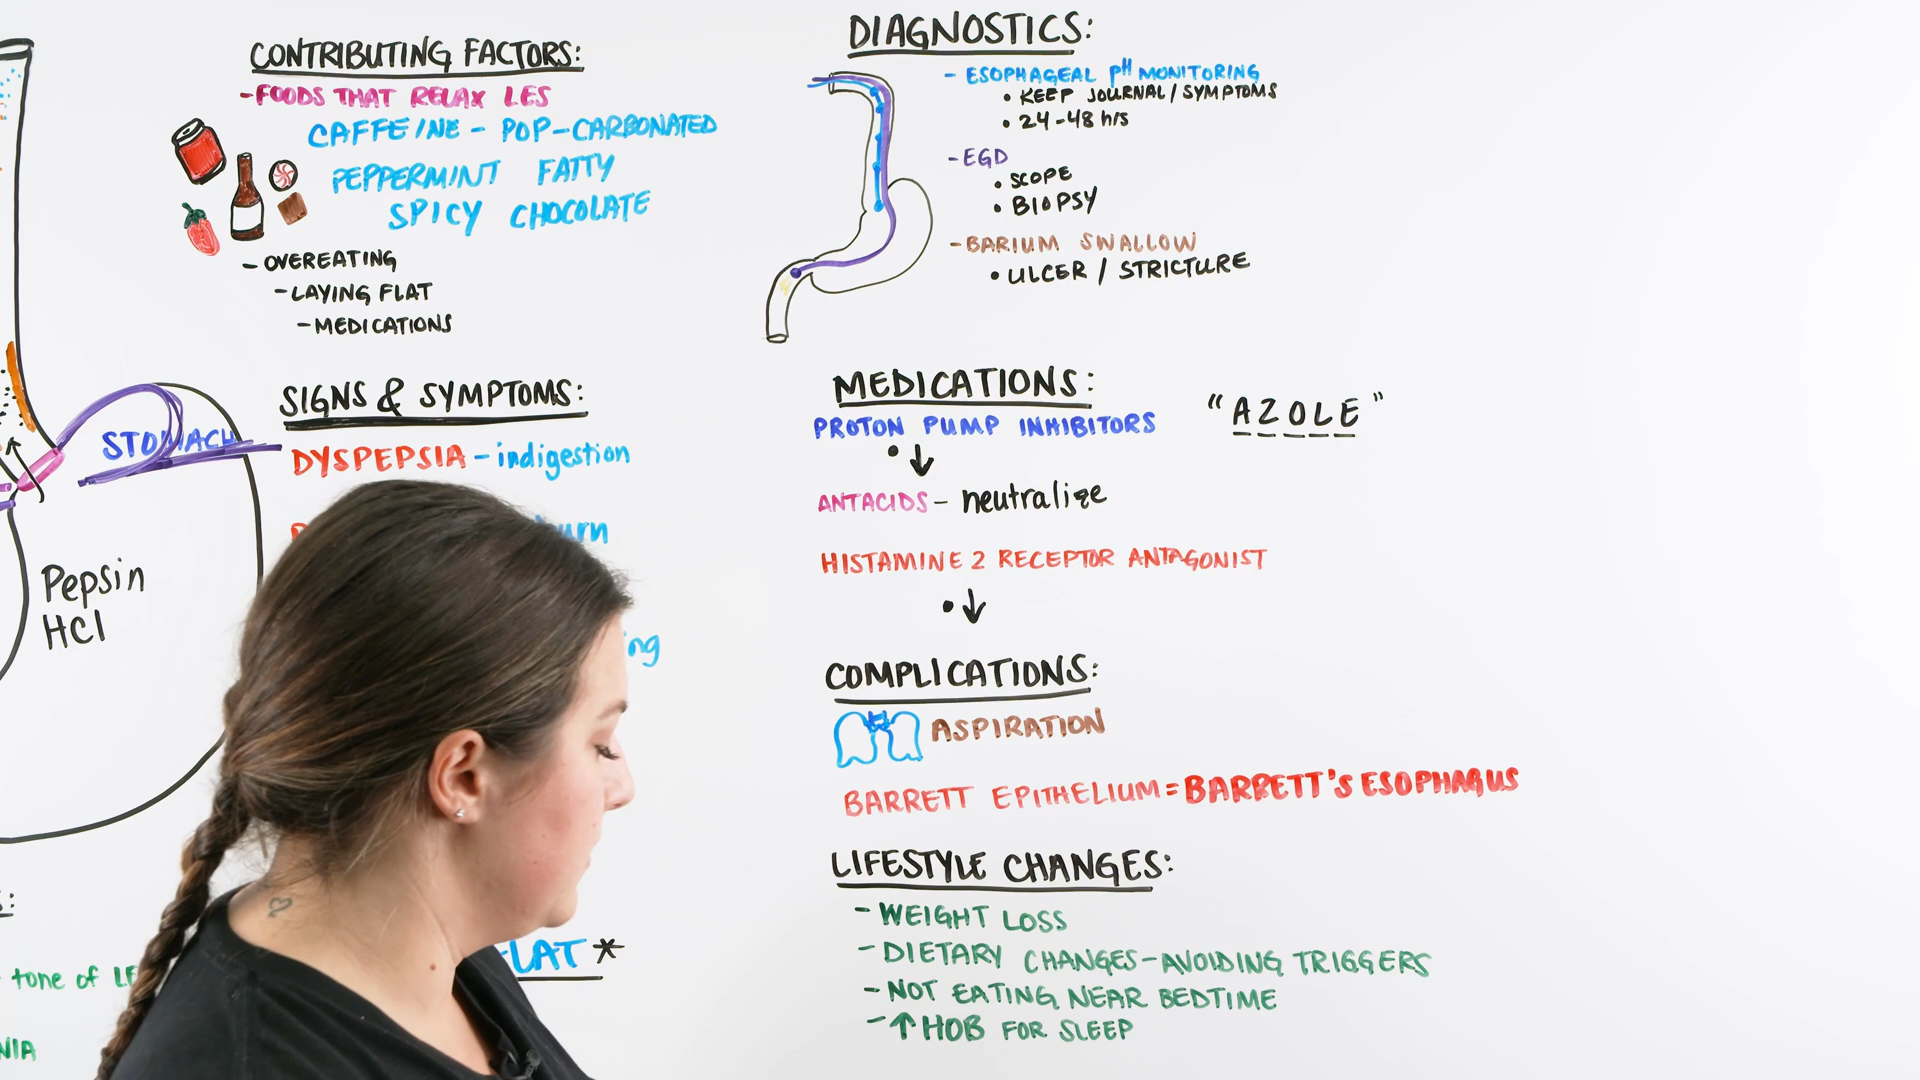 CONTRIBUTING FACTORS:
-FOODS THAT RELAX LES
CAFFEINE - POP-CARBONATED
PEPPERMINT FATTY
SPICY CHOCOLATE
- OVEREATING
- LAYING FLAT
- MEDICATIONS
SIGNS & SYMPTOMS:
DYSPEPSIA - indigestion
STOMACH
Pepsin
HCl
tone of
*
DIAGNOSTICS:
- ESOPHAGEAL pH MONITORING
• KEEP JOURNAL / SYMPTOMS
• 24-48 hrs
- EGD
• SCOPE
• BIOPSY
- BARIUM SWALLOW
• ULCER / STRICTURE
MEDICATIONS:
PROTON PUMP INHIBITORS "AZOLE"
• ↓
ANTACIDS - neutralize
HISTAMINE 2 RECEPTOR ANTAGONIST
• ↓
COMPLICATIONS:
ASPIRATION
BARRETT EPITHELIUM = BARRETT'S ESOPHAGUS
LIFESTYLE CHANGES:
- WEIGHT LOSS
- DIETARY CHANGES - AVOIDING TRIGGERS
- NOT EATING NEAR BEDTIME
- ↑ HOB FOR SLEEP